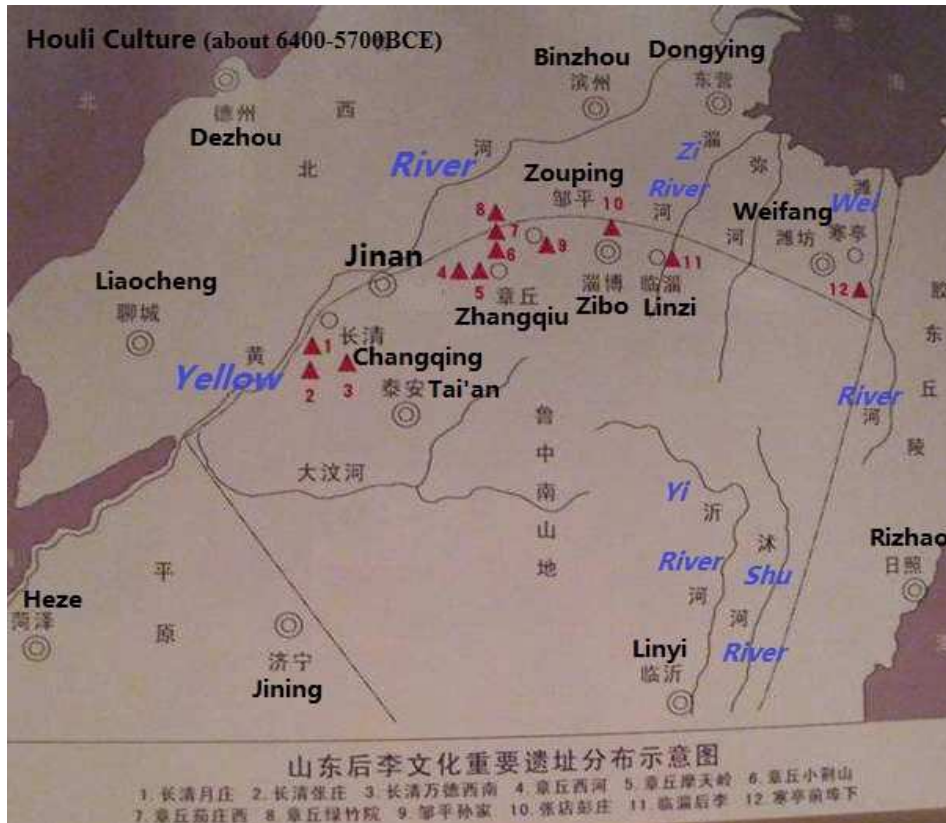 Houli Culture (about 6400-5700BCE)
Binzhou
滨州
Dongying
东营
北
西
北
德州
Dezhou
River
河
Zi
淄
River
河
弥
河
Zouping
邹平
8
7
6
9
10
4
5
11
Weifang
潍坊
潍
Wei
寒亭
12
Jinan
Liaocheng
聊城
章丘
Zhangqiu
淄博
Zibo
临淄
Linzi
胶
东
丘
陵
黄
Yellow
长清
1
Changqing
2
3
泰安
Tai'an
River
河
大汶河
鲁
中
南
山
地
Yi
沂
River
河
沭
Shu
河
River
Rizhao
日照
平
原
Heze
菏泽
济宁
Jining
Linyi
临沂
山东后李文化重要遗址分布示意图
1.长清月庄 2.长清张庄 3.长清万德西南 4.章丘西河 5.章丘摩天岭 6.章丘小荆山
7.章丘茄庄西 8.章丘绿竹院 9.邹平孙家 10.张店彭庄 11.临淄后李 12.寒亭前埠下